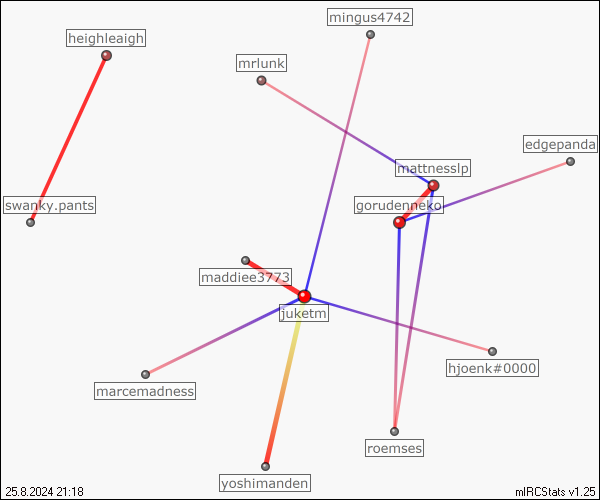 mingus4742
heighleaigh
mrlunk
edgepanda
mattnesslp
swanky.pants
gorudenneko
maddiee3773
juketm
hjoenk#0000
marcemadness
roemses
yoshimanden
25.8.2024 21:18
mIRCStats v1.25